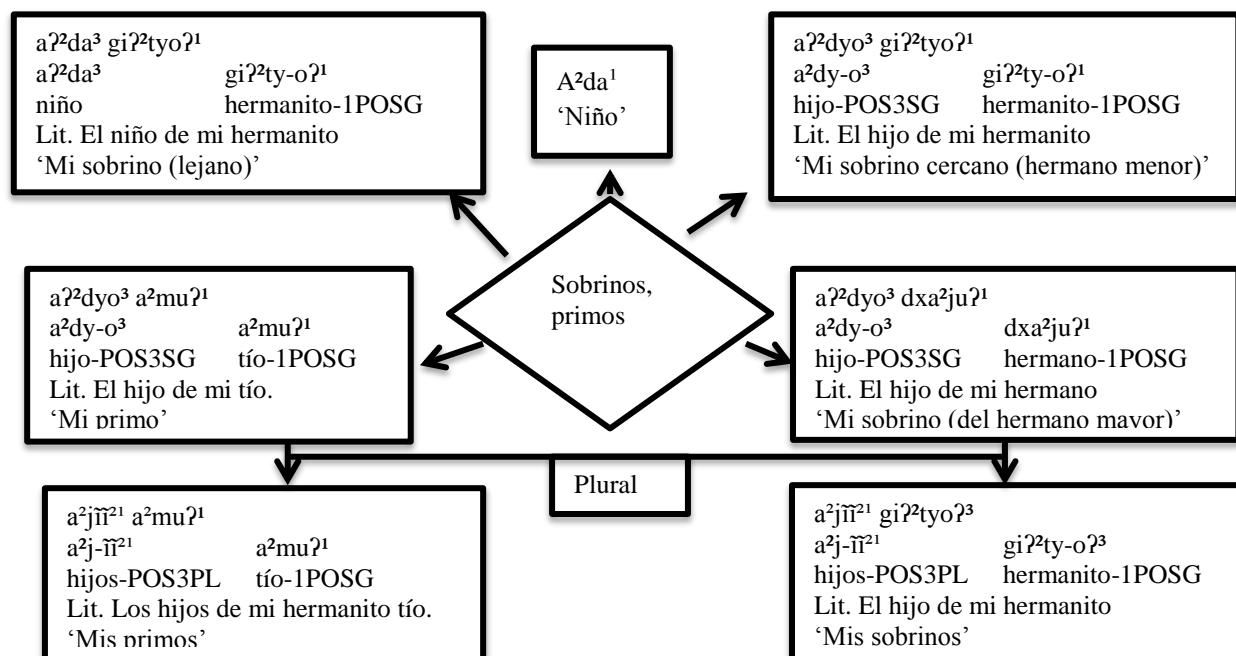 aʔ²da³ giʔ²tyoʔ¹
aʔ²da³ giʔ²ty-oʔ¹
niño hermanito-1POSG
Lit. El niño de mi hermanito
‘Mi sobrino (lejano)’
A²da¹
‘Niño’
aʔ²dyo³ giʔ²tyoʔ¹
a²dy-o³ giʔ²ty-oʔ¹
hijo-POS3SG hermanito-1POSG
Lit. El hijo de mi hermanito
‘Mi sobrino cercano (hermano menor)’
Sobrinos,
primos
aʔ²dyo³ a²muʔ¹
a²dy-o³ a²muʔ¹
hijo-POS3SG tío-1POSG
Lit. El hijo de mi tío.
‘Mi primo’
aʔ²dyo³ dxa²juʔ¹
a²dy-o³ dxa²juʔ¹
hijo-POS3SG hermano-1POSG
Lit. El hijo de mi hermano
‘Mi sobrino (del hermano mayor)’
Plural
a²jĩĩ²¹ a²muʔ¹
a²j-ĩĩ²¹ a²muʔ¹
hijos-POS3PL tío-1POSG
Lit. Los hijos de mi hermanito tío.
‘Mis primos’
a²jĩĩ²¹ giʔ²tyoʔ³
a²j-ĩĩ²¹ giʔ²ty-oʔ³
hijos-POS3PL hermanito-1POSG
Lit. El hijo de mi hermanito
‘Mis sobrinos’